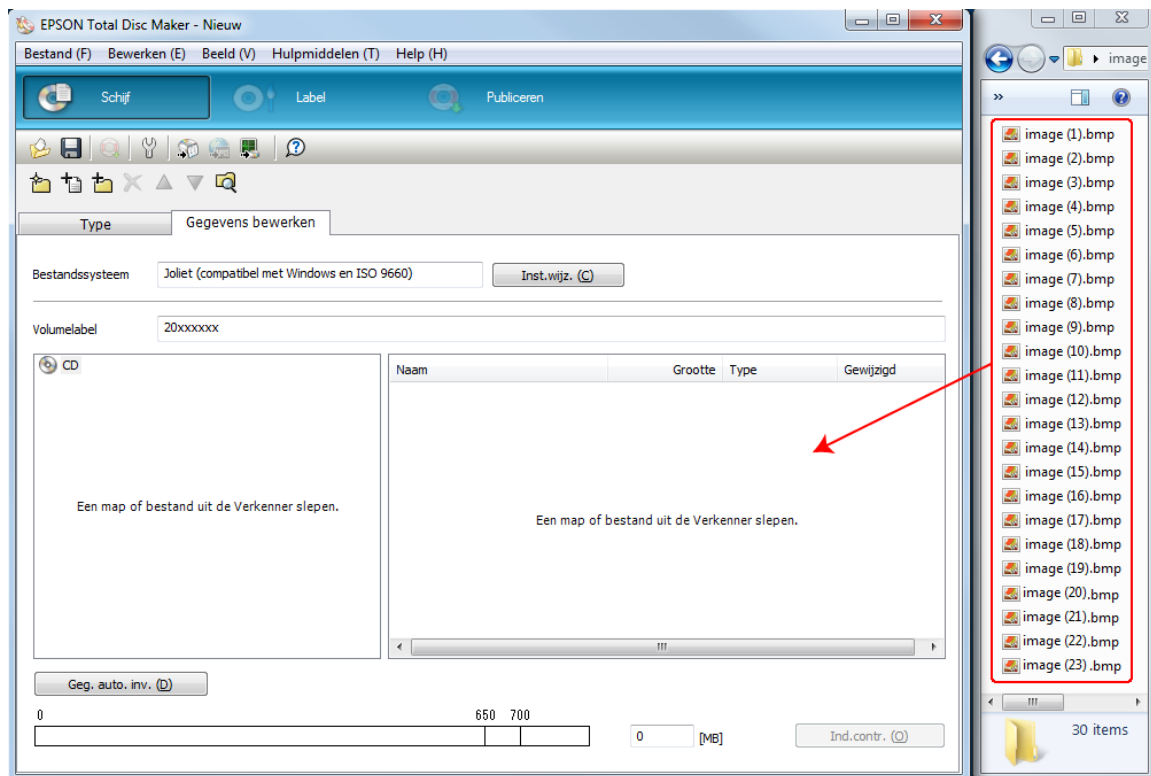 EPSON Total Disc Maker - Nieuw
Bestand (F) Bewerken (E) Beeld (V) Hulpmiddelen (T) Help (H)
Schijf Label Publiceren
Type Gegevens bewerken
Bestandssysteem Joliet (compatibel met Windows en ISO 9660) Inst.wijz. (C)
Volumelabel 20xxxxxx
CD
Een map of bestand uit de Verkenner slepen.
Naam Grootte Type Gewijzigd
Een map of bestand uit de Verkenner slepen.
Geg. auto. inv. (D)
0 650 700
0 [MB] Ind.contr. (O)
image
»
image (1).bmp
image (2).bmp
image (3).bmp
image (4).bmp
image (5).bmp
image (6).bmp
image (7).bmp
image (8).bmp
image (9).bmp
image (10).bmp
image (11).bmp
image (12).bmp
image (13).bmp
image (14).bmp
image (15).bmp
image (16).bmp
image (17).bmp
image (18).bmp
image (19).bmp
image (20).bmp
image (21).bmp
image (22).bmp
image (23) .bmp
30 items